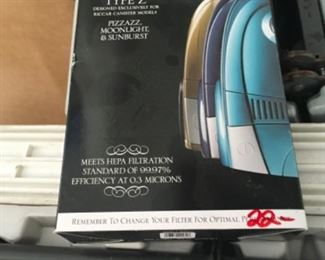 TYPE Z
DESIGNED EXCLUSIVELY FOR
RICCAR CANISTER MODELS
PIZZAZZ,
MOONLIGHT,
& SUNBURST
MEETS HEPA FILTRATION
STANDARD OF 99.97%
EFFICIENCY AT 0.3 MICRONS
REMEMBER TO CHANGE YOUR FILTER FOR OPTIMAL
22.-